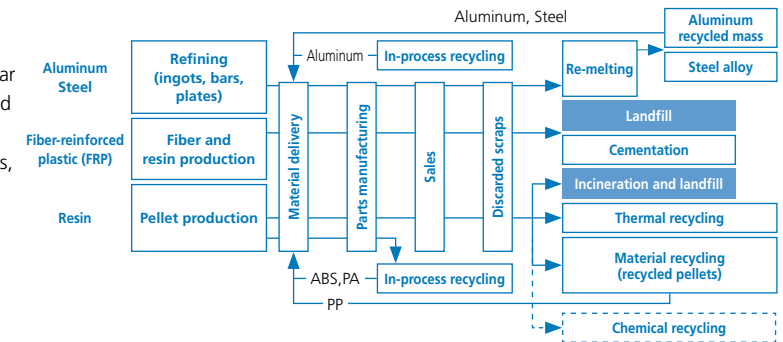 Aluminum, Steel
Aluminum
recycled mass
Steel alloy
ar
d
s,
Aluminum
Steel
Refining
(ingots, bars,
plates)
Aluminum
In-process recycling
Re-melting
Fiber-reinforced
plastic (FRP)
Fiber and
resin production
Resin
Pellet production
Material delivery
Parts manufacturing
Sales
Discarded scraps
Landfill
Cementation
Incineration and landfill
Thermal recycling
Material recycling
(recycled pellets)
ABS,PA
In-process recycling
PP
Chemical recycling